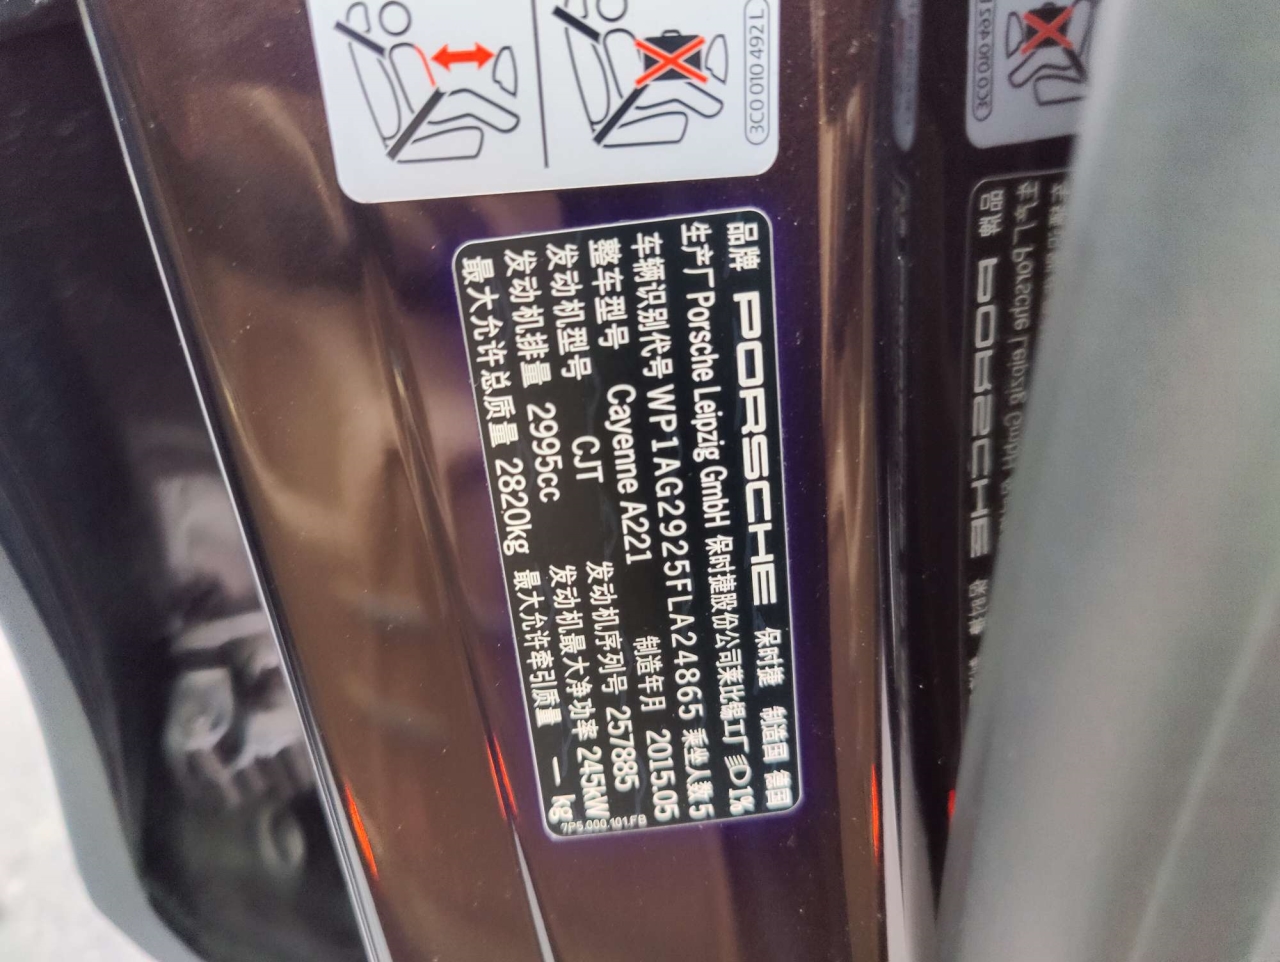 3C0.010.492.L
品牌 PORSCHE 保时捷 制造国 德国
生产厂 Porsche Leipzig GmbH 保时捷股份公司莱比锡工厂 1%
车辆识别代号 WP1AG2925FLA24865 乘坐人数 5
整车型号 Cayenne A221 制造年月 2015.05
发动机型号 CJT 发动机序列号 257885
发动机排量 2995cc 发动机最大净功率 245kW
最大允许总质量 2820kg 最大允许牵引质量 — kg
7P5.000.101.FB